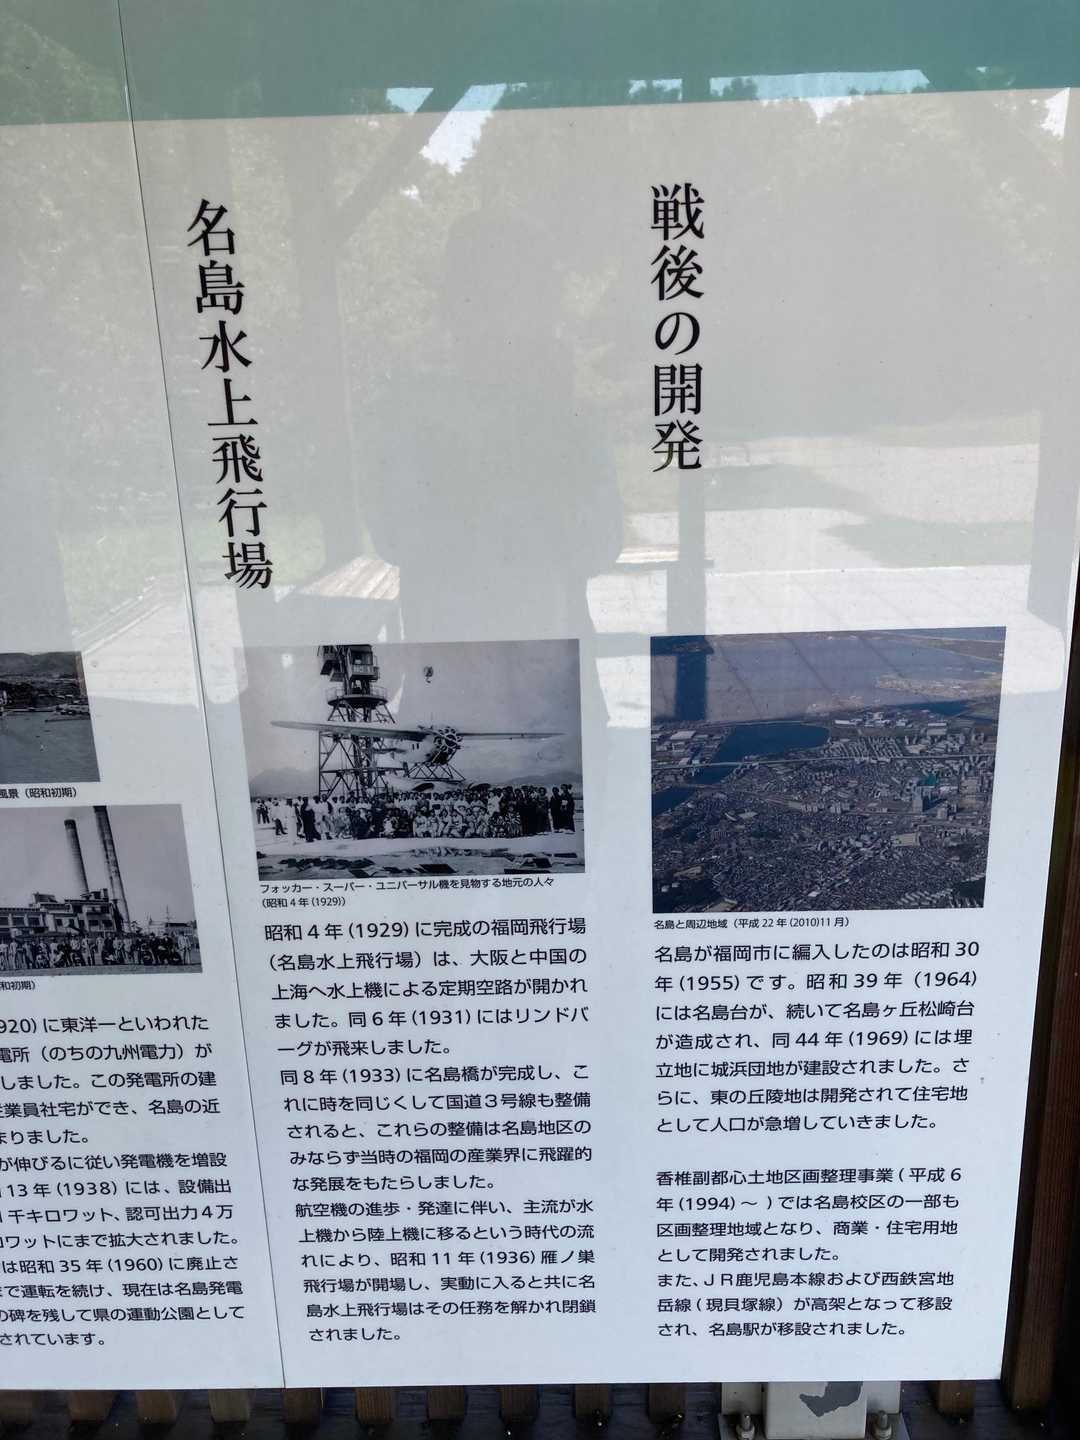 名島水上飛行場
戦後の開発
風景（昭和初期）
和初期）
920）に東洋一といわれた
電所（のちの九州電力）が
しました。この発電所の建
業員社宅ができ、名島の近
まりました。
が伸びるに従い発電機を増設
13年（1938）には、設備出
千キロワット、認可出力4万
ロワットにまで拡大されました。
は昭和35年（1960）に廃止さ
で運転を続け、現在は名島発電
の碑を残して県の運動公園として
されています。
フォッカー・スーパー・ユニバーサル機を見物する地元の人々
（昭和4年（1929））
昭和4年（1929）に完成の福岡飛行場
（名島水上飛行場）は、大阪と中国の
上海へ水上機による定期空路が開かれ
ました。同6年（1931）にはリンドバ
ーグが飛来しました。
同8年（1933）に名島橋が完成し、こ
れに時を同じくして国道3号線も整備
されると、これらの整備は名島地区の
みならず当時の福岡の産業界に飛躍的
な発展をもたらしました。
航空機の進歩・発達に伴い、主流が水
上機から陸上機に移るという時代の流
れにより、昭和11年（1936）雁ノ巣
飛行場が開場し、実動に入ると共に名
島水上飛行場はその任務を解かれ閉鎖
されました。
名島と周辺地域（平成22年（2010）11月）
名島が福岡市に編入したのは昭和30
年（1955）です。昭和39年（1964）
には名島台が、続いて名島ヶ丘松崎台
が造成され、同44年（1969）には埋
立地に城浜団地が建設されました。さ
らに、東の丘陵地は開発されて住宅地
として人口が急増していきました。
香椎副都心土地区画整理事業（平成6
年（1994）～ ）では名島校区の一部も
区画整理地域となり、商業・住宅用地
として開発されました。
また、ＪＲ鹿児島本線および西鉄宮地
岳線（現貝塚線）が高架となって移設
され、名島駅が移設されました。